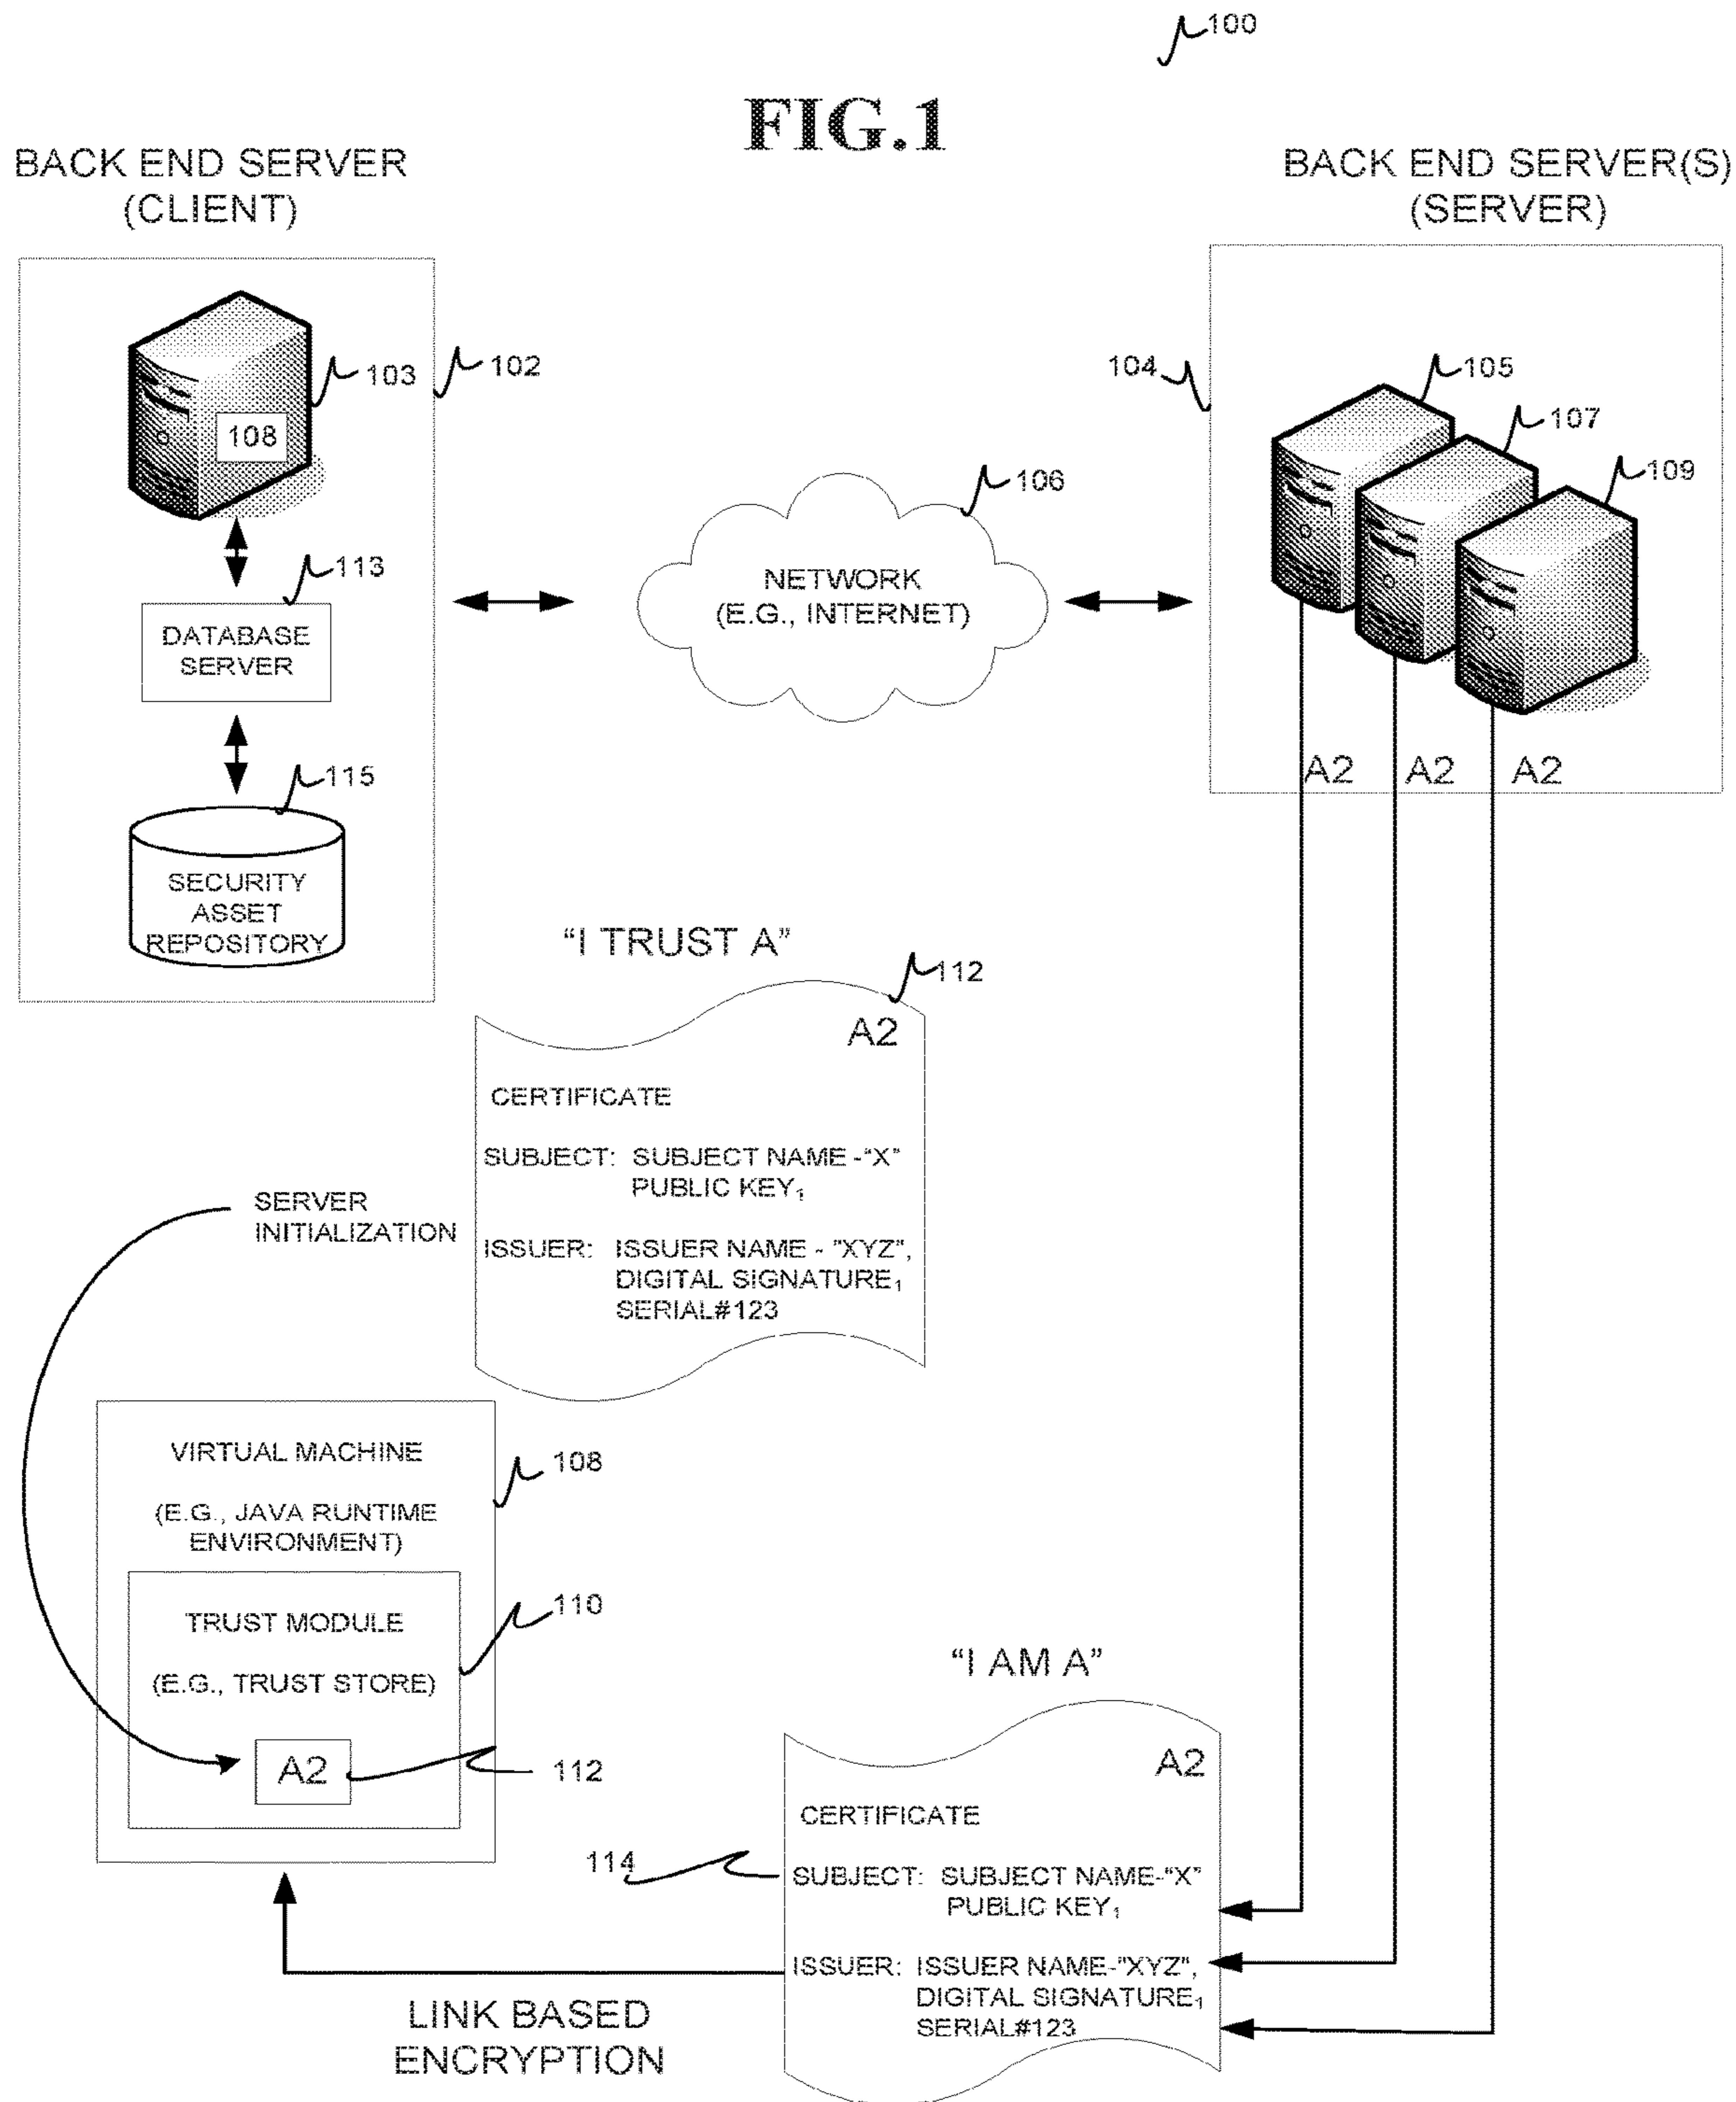 100
FIG.1
BACK END SERVER
(CLIENT)
BACK END SERVER(S)
(SERVER)
103
102
108
104
105
107
109
106
NETWORK
(E.G., INTERNET)
113
DATABASE
SERVER
115
SECURITY
ASSET
REPOSITORY
A2
A2
A2
“I TRUST A”
112
A2
CERTIFICATE
SUBJECT: SUBJECT NAME -“X”
PUBLIC KEY₁
ISSUER: ISSUER NAME - "XYZ",
DIGITAL SIGNATURE₁
SERIAL#123
SERVER
INITIALIZATION
VIRTUAL MACHINE
(E.G., JAVA RUNTIME
ENVIRONMENT)
108
TRUST MODULE
(E.G., TRUST STORE)
110
A2
112
“I AM A”
A2
CERTIFICATE
114
SUBJECT: SUBJECT NAME-“X”
PUBLIC KEY₁
ISSUER: ISSUER NAME-"XYZ",
DIGITAL SIGNATURE₁
SERIAL#123
LINK BASED
ENCRYPTION